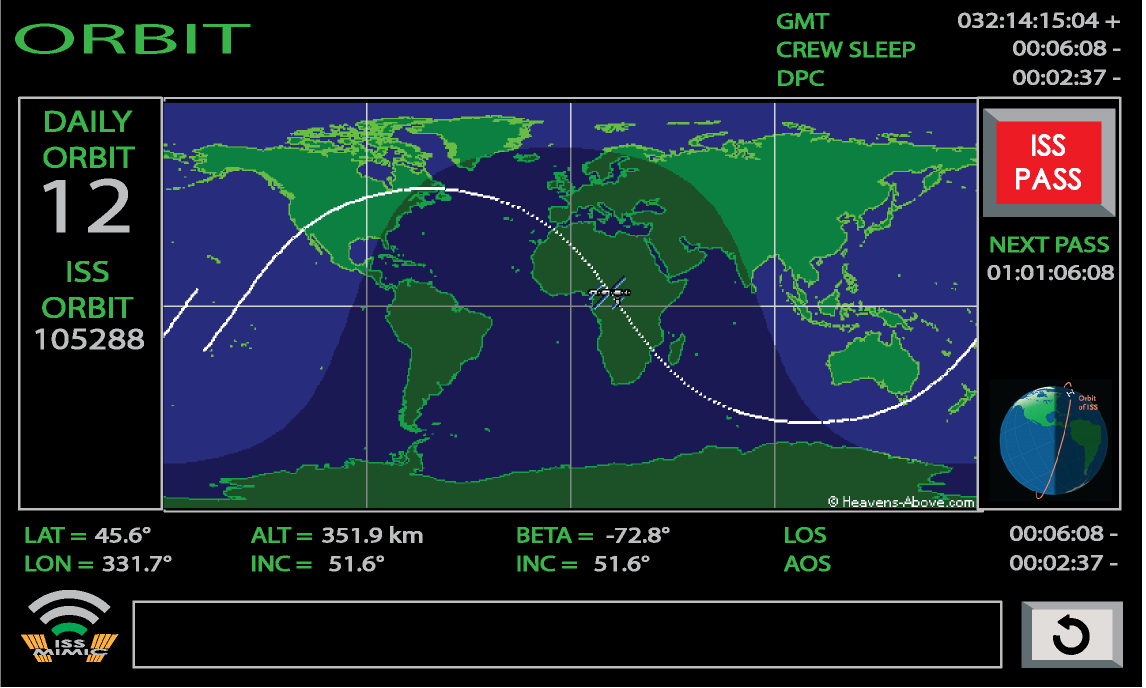 ORBIT
GMT 032:14:15:04 +
CREW SLEEP 00:06:08 -
DPC 00:02:37 -
DAILY
ORBIT
12
ISS
ORBIT
105288
ISS
PASS
NEXT PASS
01:01:06:08
Orbit
of ISS
© Heavens-Above.com
LAT = 45.6° ALT = 351.9 km BETA = -72.8° LOS 00:06:08 -
LON = 331.7° INC = 51.6° INC = 51.6° AOS 00:02:37 -
ISS
MIMIC